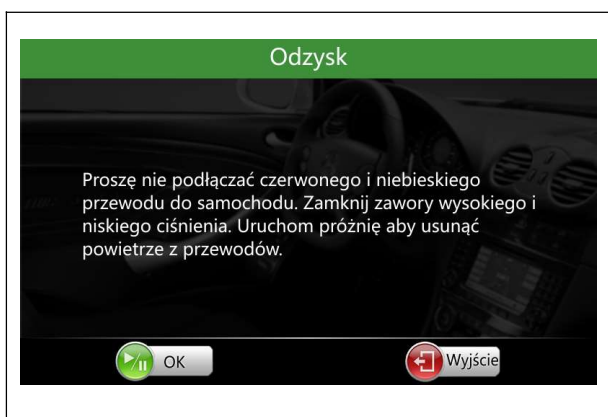 Odzysk
Proszę nie podłączać czerwonego i niebieskiego
przewodu do samochodu. Zamknij zawory wysokiego i
niskiego ciśnienia. Uruchom próżnię aby usunąć
powietrze z przewodów.
OK
Wyjście